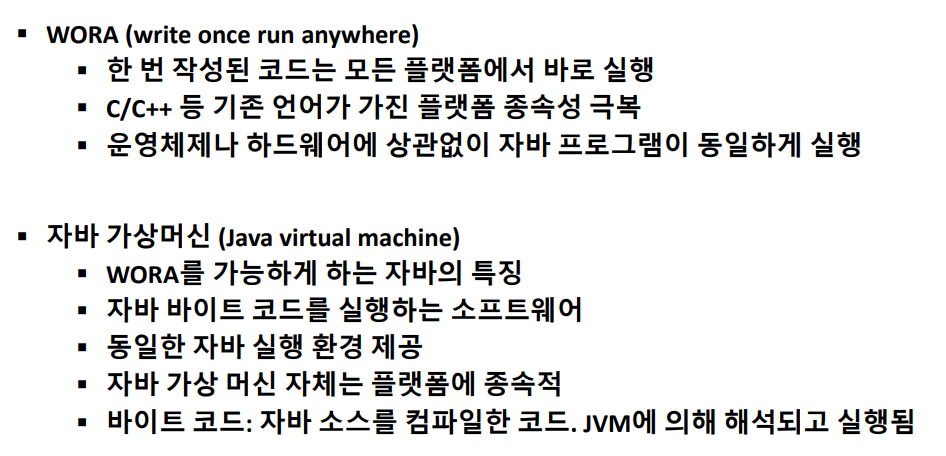 ▪ WORA (write once run anywhere)
▪ 한 번 작성된 코드는 모든 플랫폼에서 바로 실행
▪ C/C++ 등 기존 언어가 가진 플랫폼 종속성 극복
▪ 운영체제나 하드웨어에 상관없이 자바 프로그램이 동일하게 실행
▪ 자바 가상머신 (Java virtual machine)
▪ WORA를 가능하게 하는 자바의 특징
▪ 자바 바이트 코드를 실행하는 소프트웨어
▪ 동일한 자바 실행 환경 제공
▪ 자바 가상 머신 자체는 플랫폼에 종속적
▪ 바이트 코드: 자바 소스를 컴파일한 코드. JVM에 의해 해석되고 실행됨